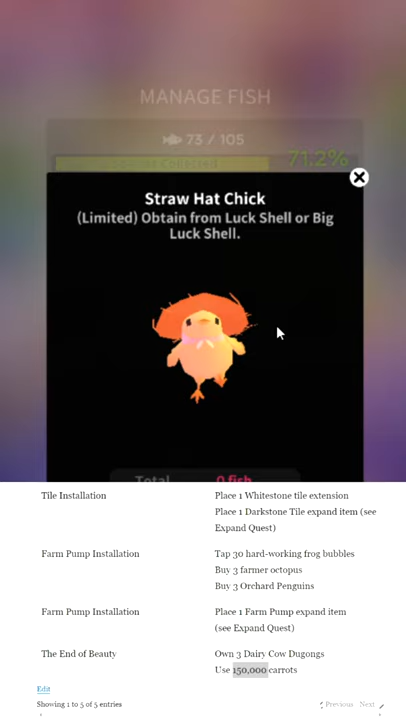 MANAGE FISH
73 / 105
71.2%
Straw Hat Chick
(Limited) Obtain from Luck Shell or Big
Luck Shell.
Total 0 fish
Tile Installation
Place 1 Whitestone tile extension
Place 1 Darkstone Tile expand item (see
Expand Quest)
Farm Pump Installation
Tap 30 hard-working frog bubbles
Buy 3 farmer octopus
Buy 3 Orchard Penguins
Farm Pump Installation
Place 1 Farm Pump expand item
(see Expand Quest)
The End of Beauty
Own 3 Dairy Cow Dugongs
Use 150,000 carrots
Edit
Showing 1 to 5 of 5 entries
Previous Next